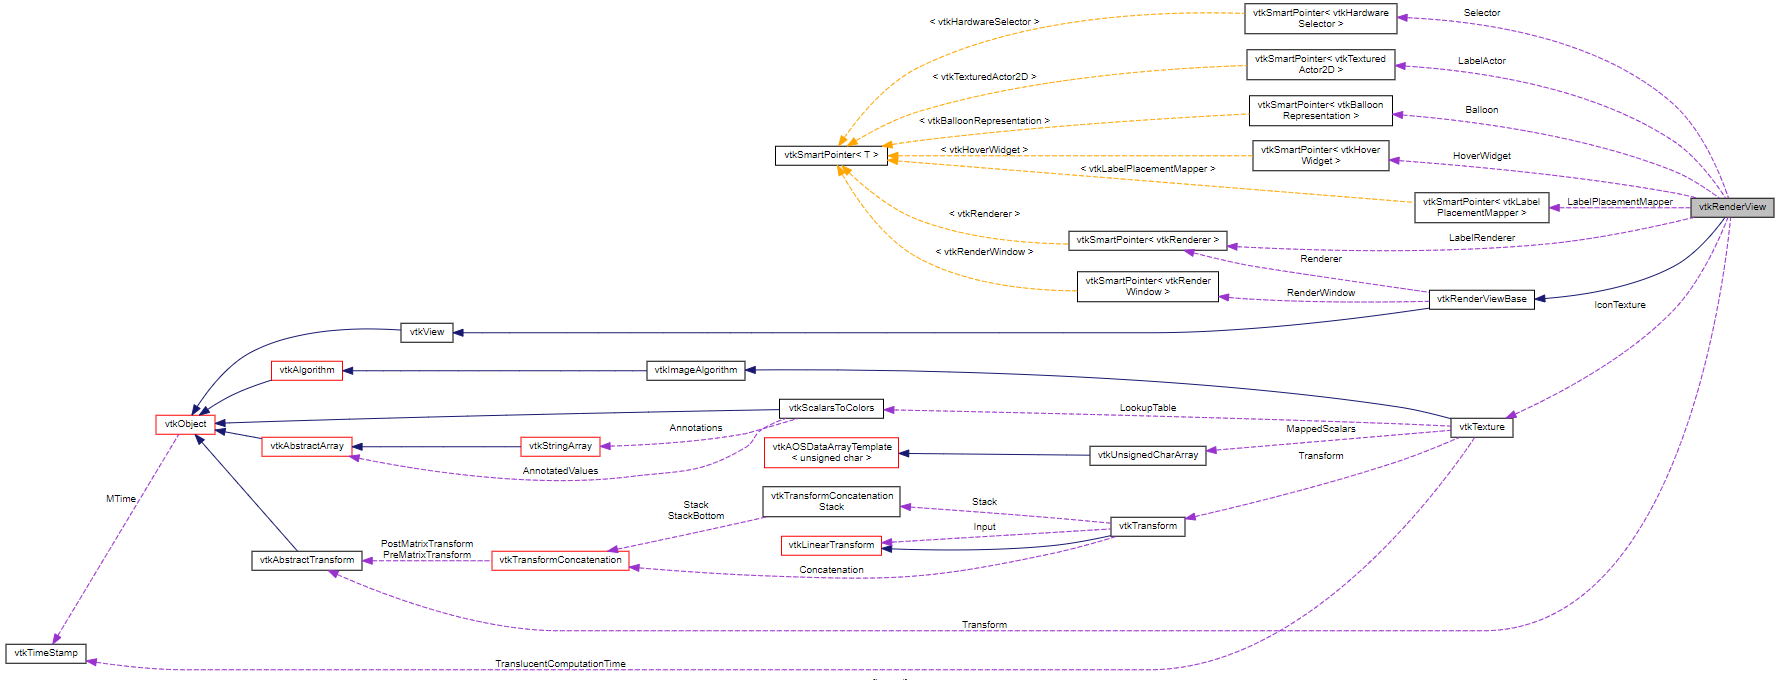 vtkSmartPointer< vtkHardware
Selector >
Selector
< vtkHardwareSelector >
vtkSmartPointer< vtkTextured
Actor2D >
LabelActor
< vtkTexturedActor2D >
vtkSmartPointer< vtkBalloon
Representation >
Balloon
< vtkBalloonRepresentation >
vtkSmartPointer< T >
< vtkHoverWidget >
vtkSmartPointer< vtkHover
Widget >
HoverWidget
< vtkLabelPlacementMapper >
vtkSmartPointer< vtkLabel
PlacementMapper >
LabelPlacementMapper
vtkRenderView
< vtkRenderer >
vtkSmartPointer< vtkRenderer >
LabelRenderer
< vtkRenderWindow >
Renderer
vtkSmartPointer< vtkRender
Window >
RenderWindow
vtkRenderViewBase
IconTexture
vtkView
vtkAlgorithm
vtkImageAlgorithm
vtkScalarsToColors
LookupTable
vtkObject
Annotations
vtkTexture
MappedScalars
vtkAbstractArray
vtkStringArray
vtkAOSDataArrayTemplate
< unsigned char >
vtkUnsignedCharArray
Transform
AnnotatedValues
MTime
vtkTransformConcatenation
Stack
Stack
StackBottom
Stack
vtkTransform
Input
vtkLinearTransform
PostMatrixTransform
PreMatrixTransform
vtkAbstractTransform
vtkTransformConcatenation
Concatenation
Transform
vtkTimeStamp
TranslucentComputationTime